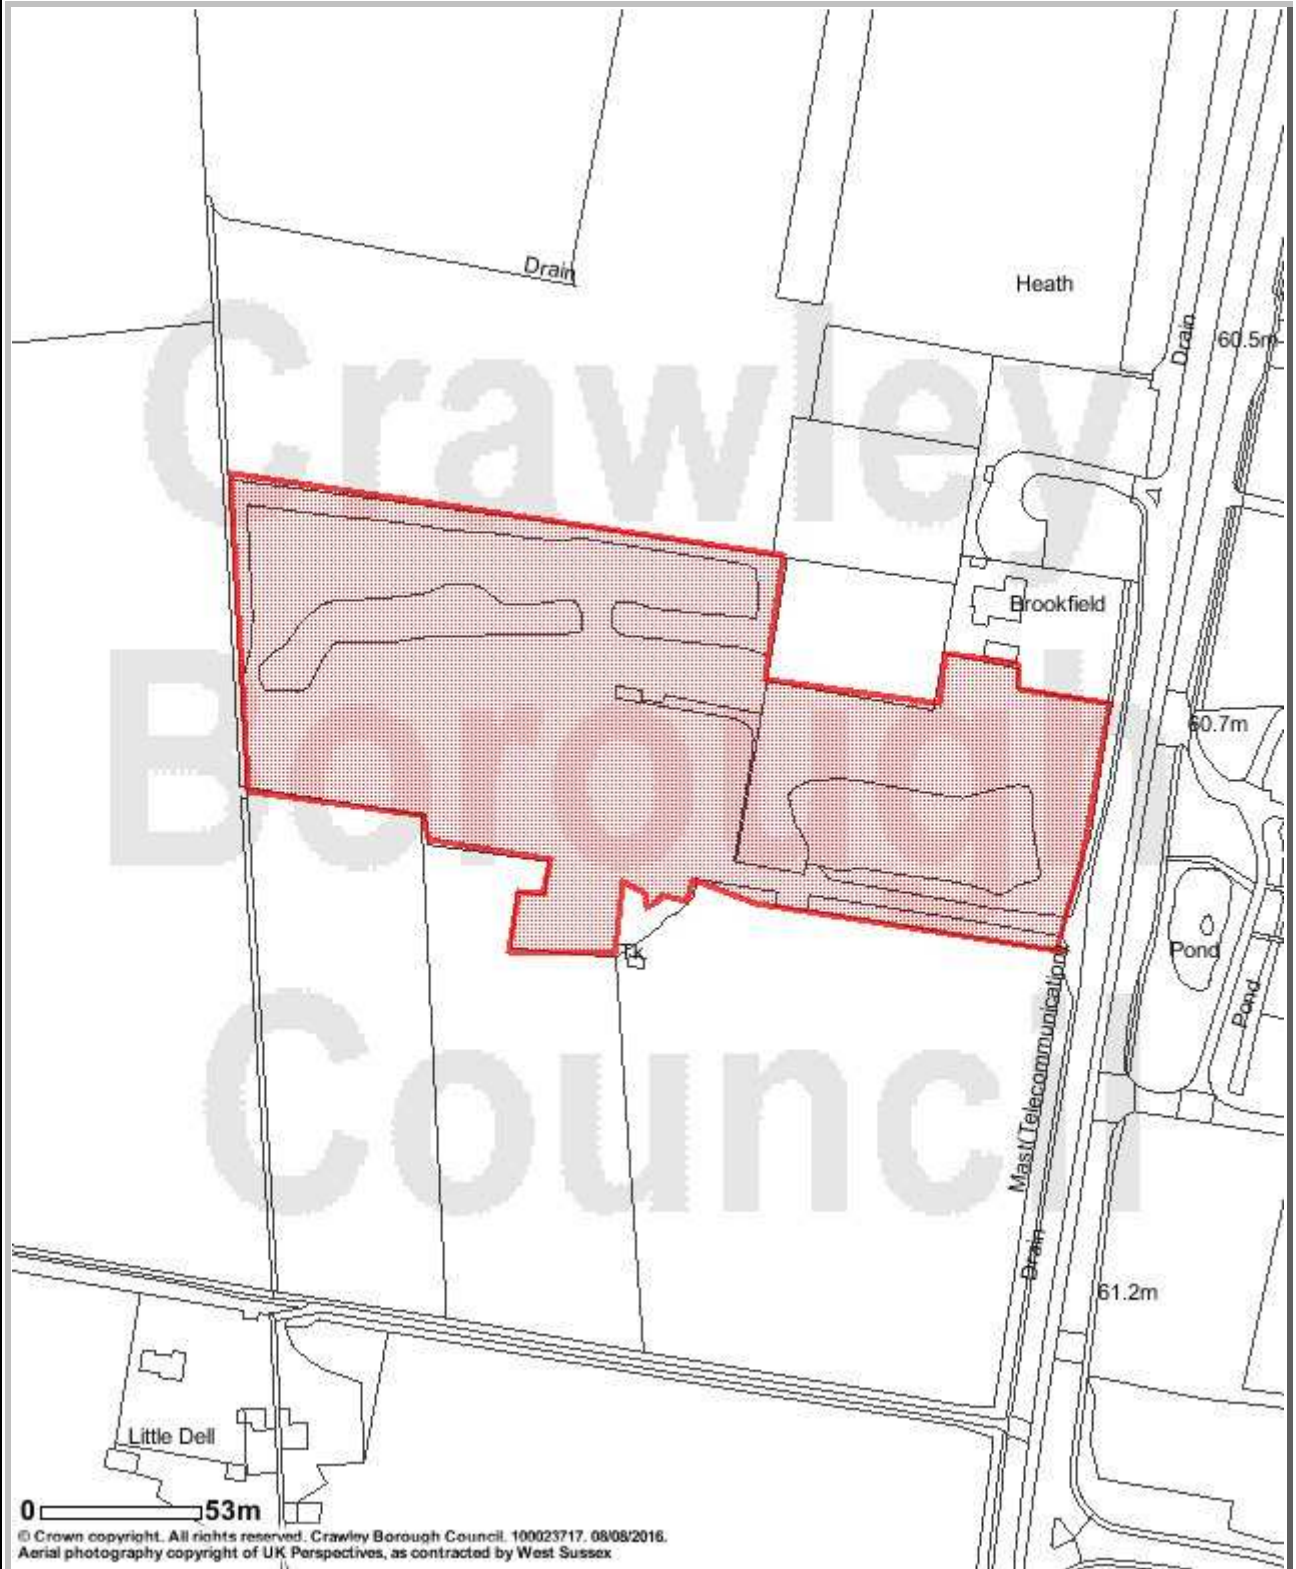 Drain
Heath
Drain
60.5m
Crawley
Brookfield
Borough
60.7m
Tk
Pond
Pond
Mast(Telecommunication)
Council
Drain
61.2m
Little Dell
0 53m
© Crown copyright. All rights reserved. Crawley Borough Council. 100023717. 08/08/2016.
Aerial photography copyright of UK Perspectives, as contracted by West Sussex